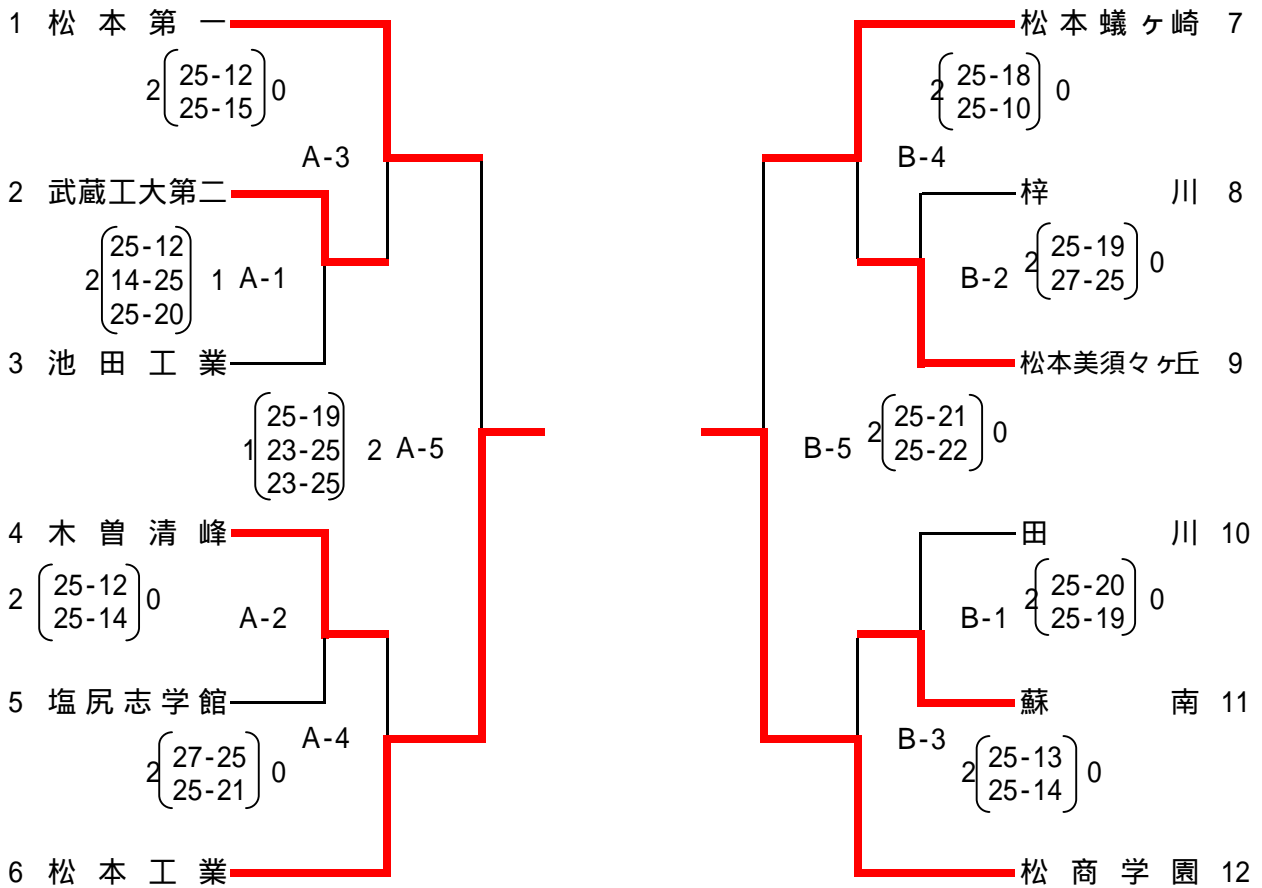 1 松本第一
2 25-12 0
25-15
A-3
2 武蔵工大第二
25-12
2 14-25 1 A-1
25-20
3 池田工業
25-19
1 23-25 2 A-5
23-25
4 木曽清峰
2 25-12 0
25-14
A-2
5 塩尻志学館
A-4
2 27-25 0
25-21
6 松本工業
松本蟻ヶ崎 7
2 25-18 0
25-10
B-4
梓川 8
B-2 2 25-19 0
27-25
松本美須々ヶ丘 9
B-5 2 25-21 0
25-22
田川 10
B-1 2 25-20 0
25-19
蘇南 11
B-3
2 25-13 0
25-14
松商学園 12